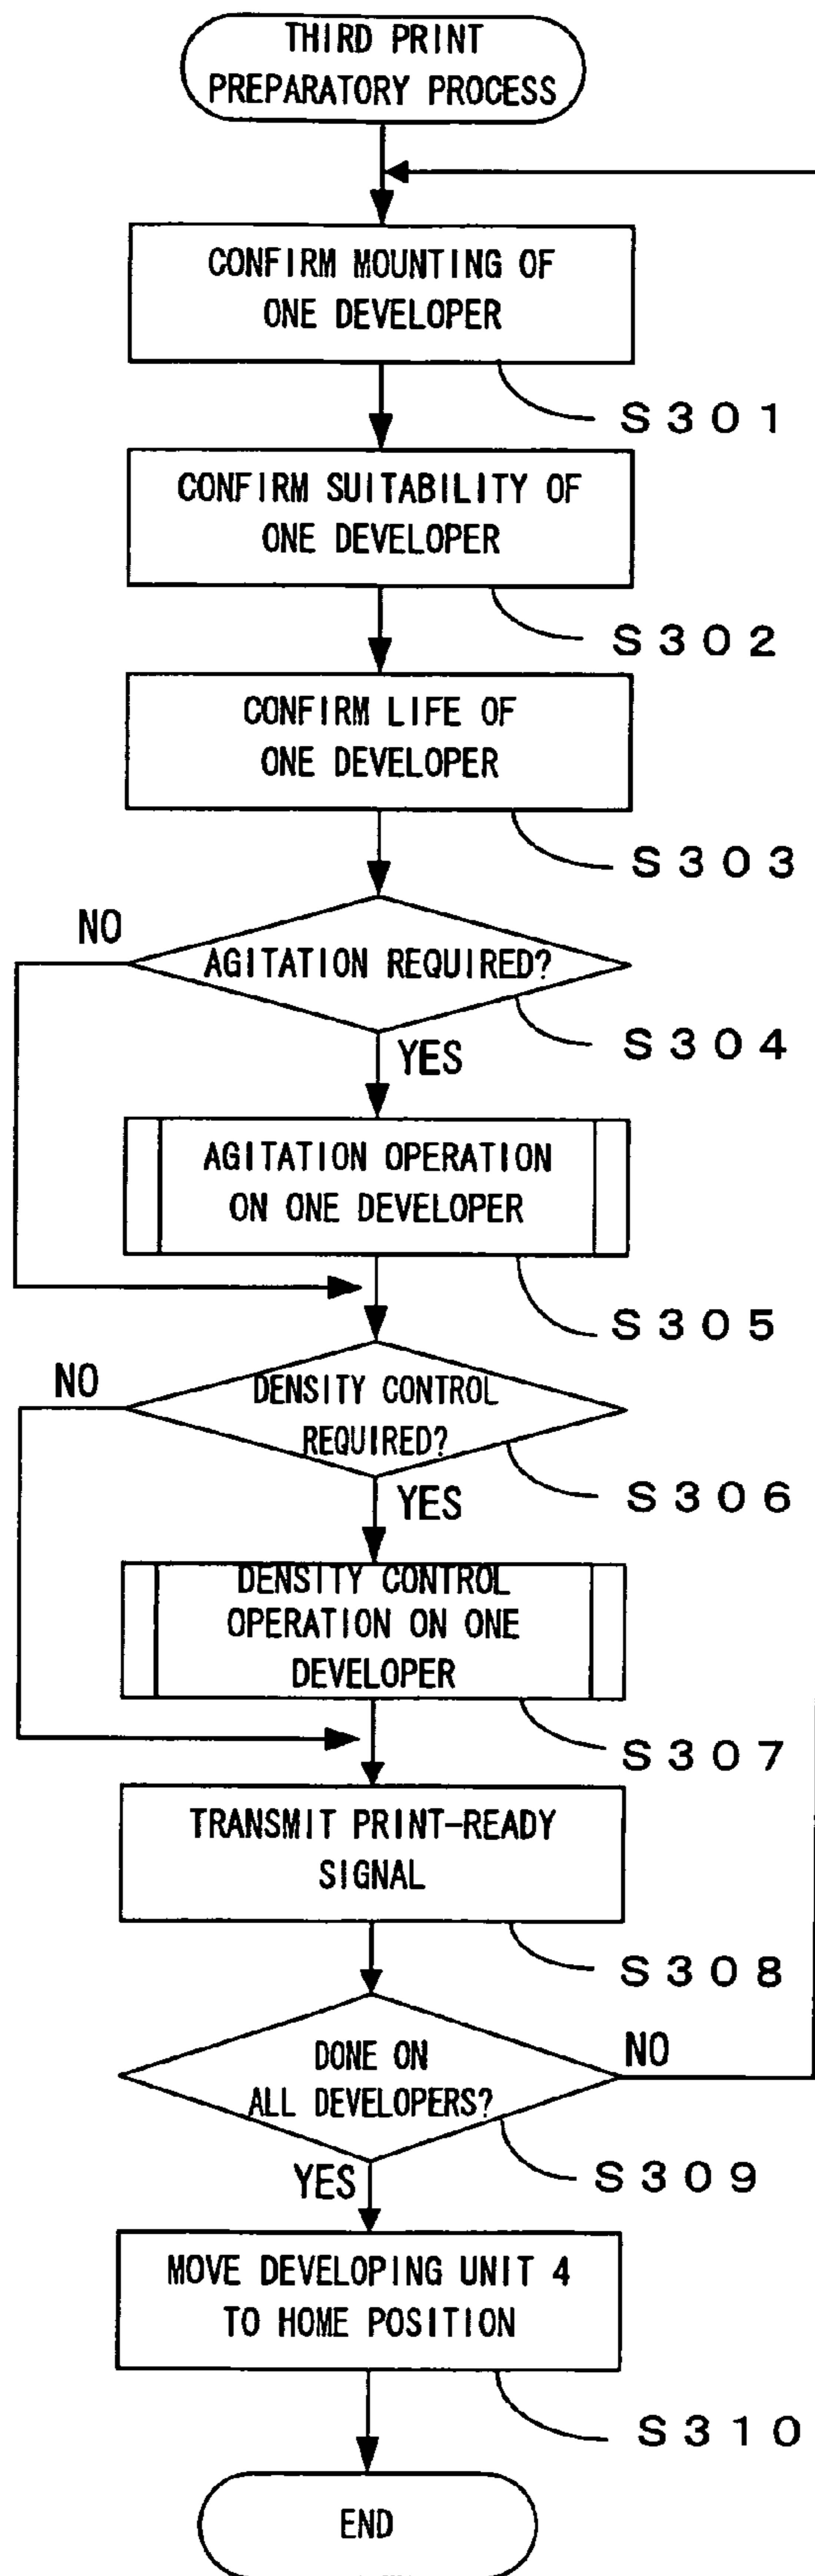 THIRD PRINT
PREPARATORY PROCESS
CONFIRM MOUNTING OF
ONE DEVELOPER
S301
CONFIRM SUITABILITY OF
ONE DEVELOPER
S302
CONFIRM LIFE OF
ONE DEVELOPER
S303
NO
AGITATION REQUIRED?
S304
YES
AGITATION OPERATION
ON ONE DEVELOPER
S305
NO
DENSITY CONTROL
REQUIRED?
S306
YES
DENSITY CONTROL
OPERATION ON ONE
DEVELOPER
S307
TRANSMIT PRINT-READY
SIGNAL
S308
NO
DONE ON
ALL DEVELOPERS?
S309
YES
MOVE DEVELOPING UNIT 4
TO HOME POSITION
S310
END